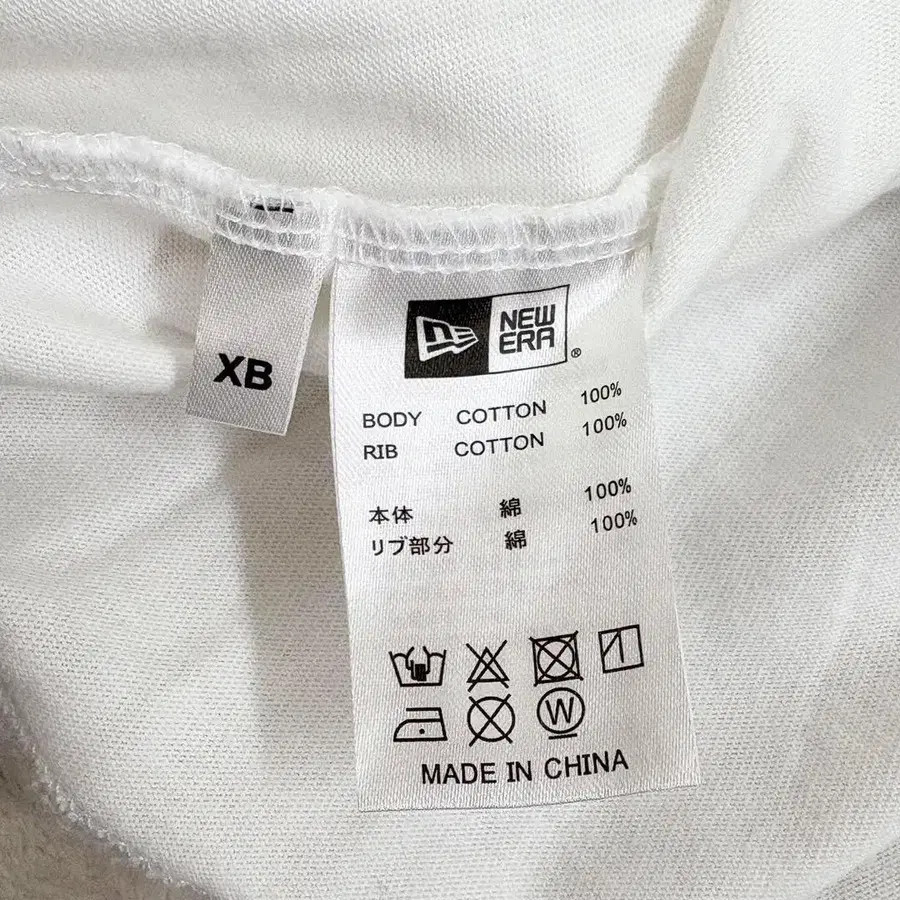 XB
NEW
ERA
®
BODY COTTON 100%
RIB COTTON 100%
本体 綿 100%
リブ部分 綿 100%
W
MADE IN CHINA